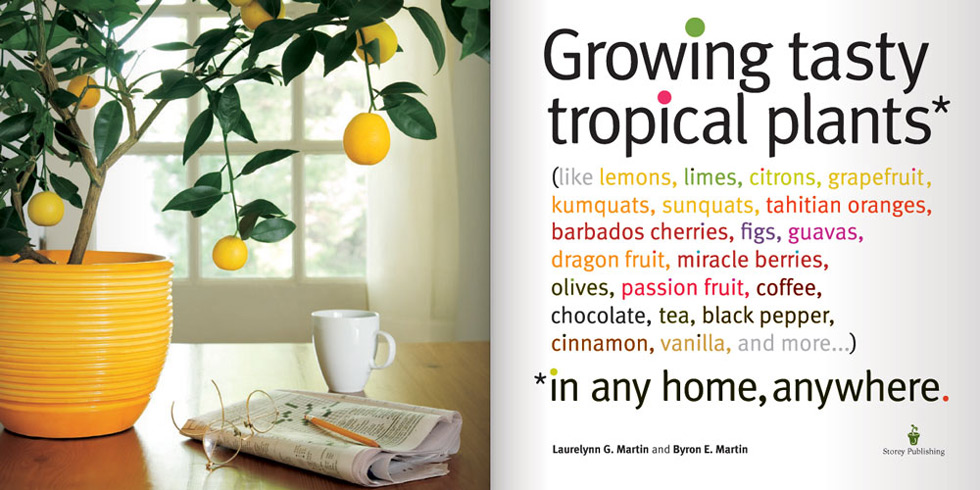 Growing tasty
tropical plants*
(like lemons, limes, citrons, grapefruit,
kumquats, sunquats, tahitian oranges,
barbados cherries, figs, guavas,
dragon fruit, miracle berries,
olives, passion fruit, coffee,
chocolate, tea, black pepper,
cinnamon, vanilla, and more...)
*in any home, anywhere.
Laurelynn G. Martin and Byron E. Martin
Storey Publishing